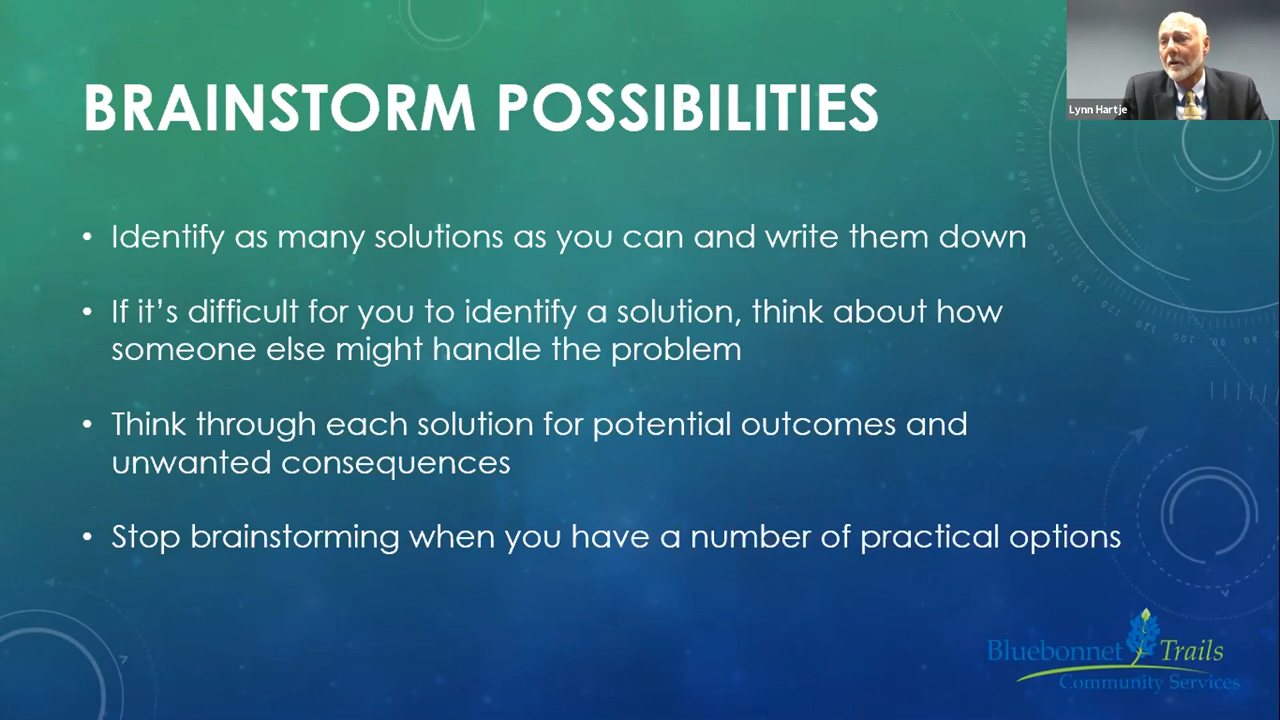 BRAINSTORM POSSIBILITIES
Lynn Hartje
• Identify as many solutions as you can and write them down
• If it's difficult for you to identify a solution, think about how
someone else might handle the problem
• Think through each solution for potential outcomes and
unwanted consequences
• Stop brainstorming when you have a number of practical options
Bluebonnet Trails
Community Services